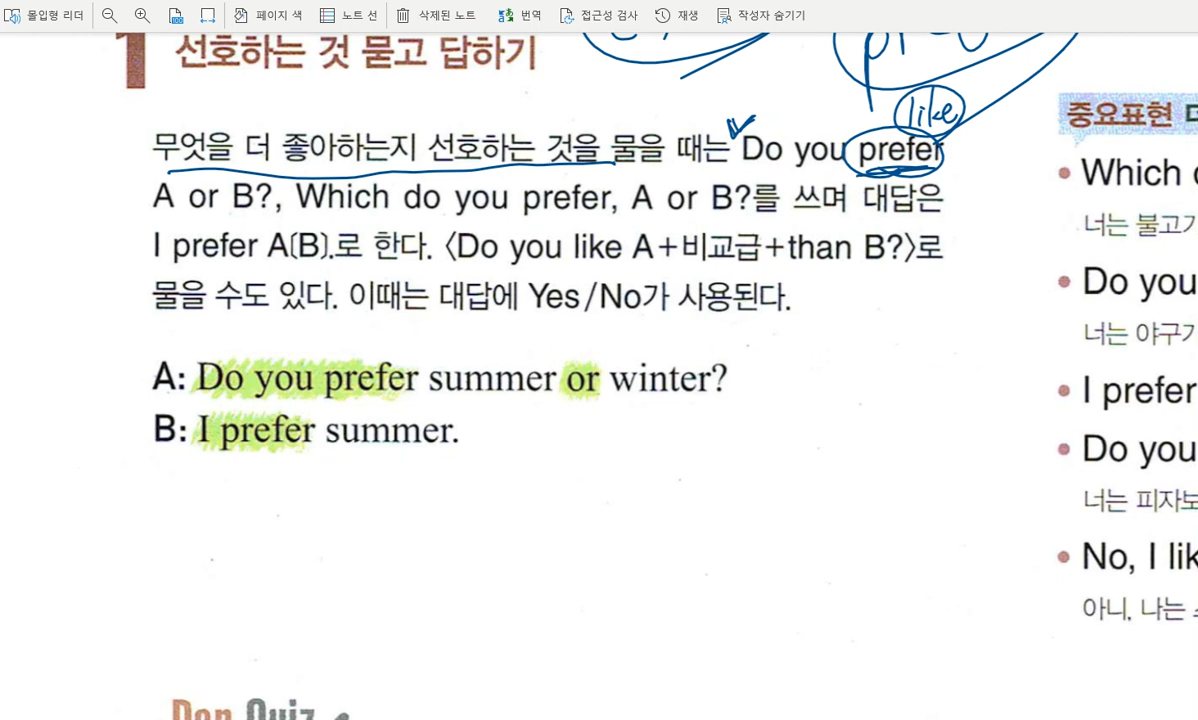 몰입형 리더 페이지 색 노트 선 삭제된 노트 번역 접근성 검사 재생 작성자 숨기기
1 선호하는 것 묻고 답하기
like
무엇을 더 좋아하는지 선호하는 것을 물을 때는 Do you prefer
A or B?, Which do you prefer, A or B?를 쓰며 대답은
I prefer A(B).로 한다. 〈Do you like A+비교급+than B?〉로
물을 수도 있다. 이때는 대답에 Yes/No가 사용된다.
A: Do you prefer summer or winter?
B: I prefer summer.
중요표현
• Which
너는 불고기
• Do you
너는 야구
• I prefer
• Do you
너는 피자보
• No, I lik
아니, 나는
Quiz